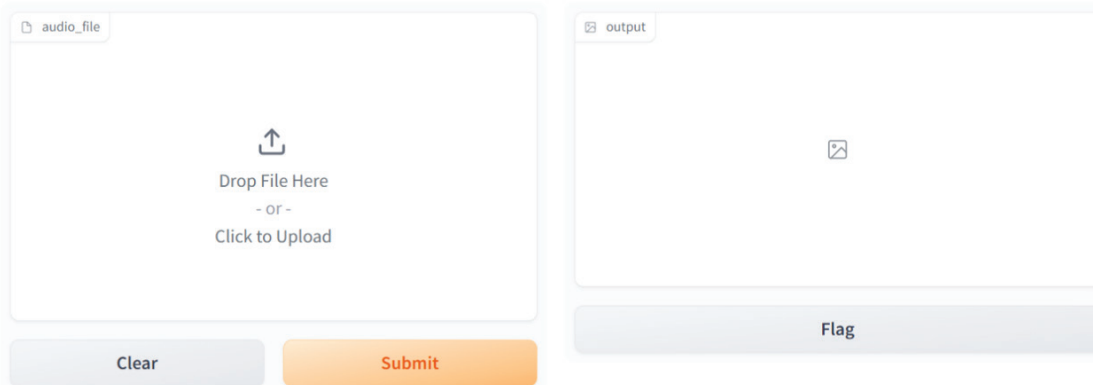 audio_file
Drop File Here
- or -
Click to Upload
Clear
Submit
output
Flag